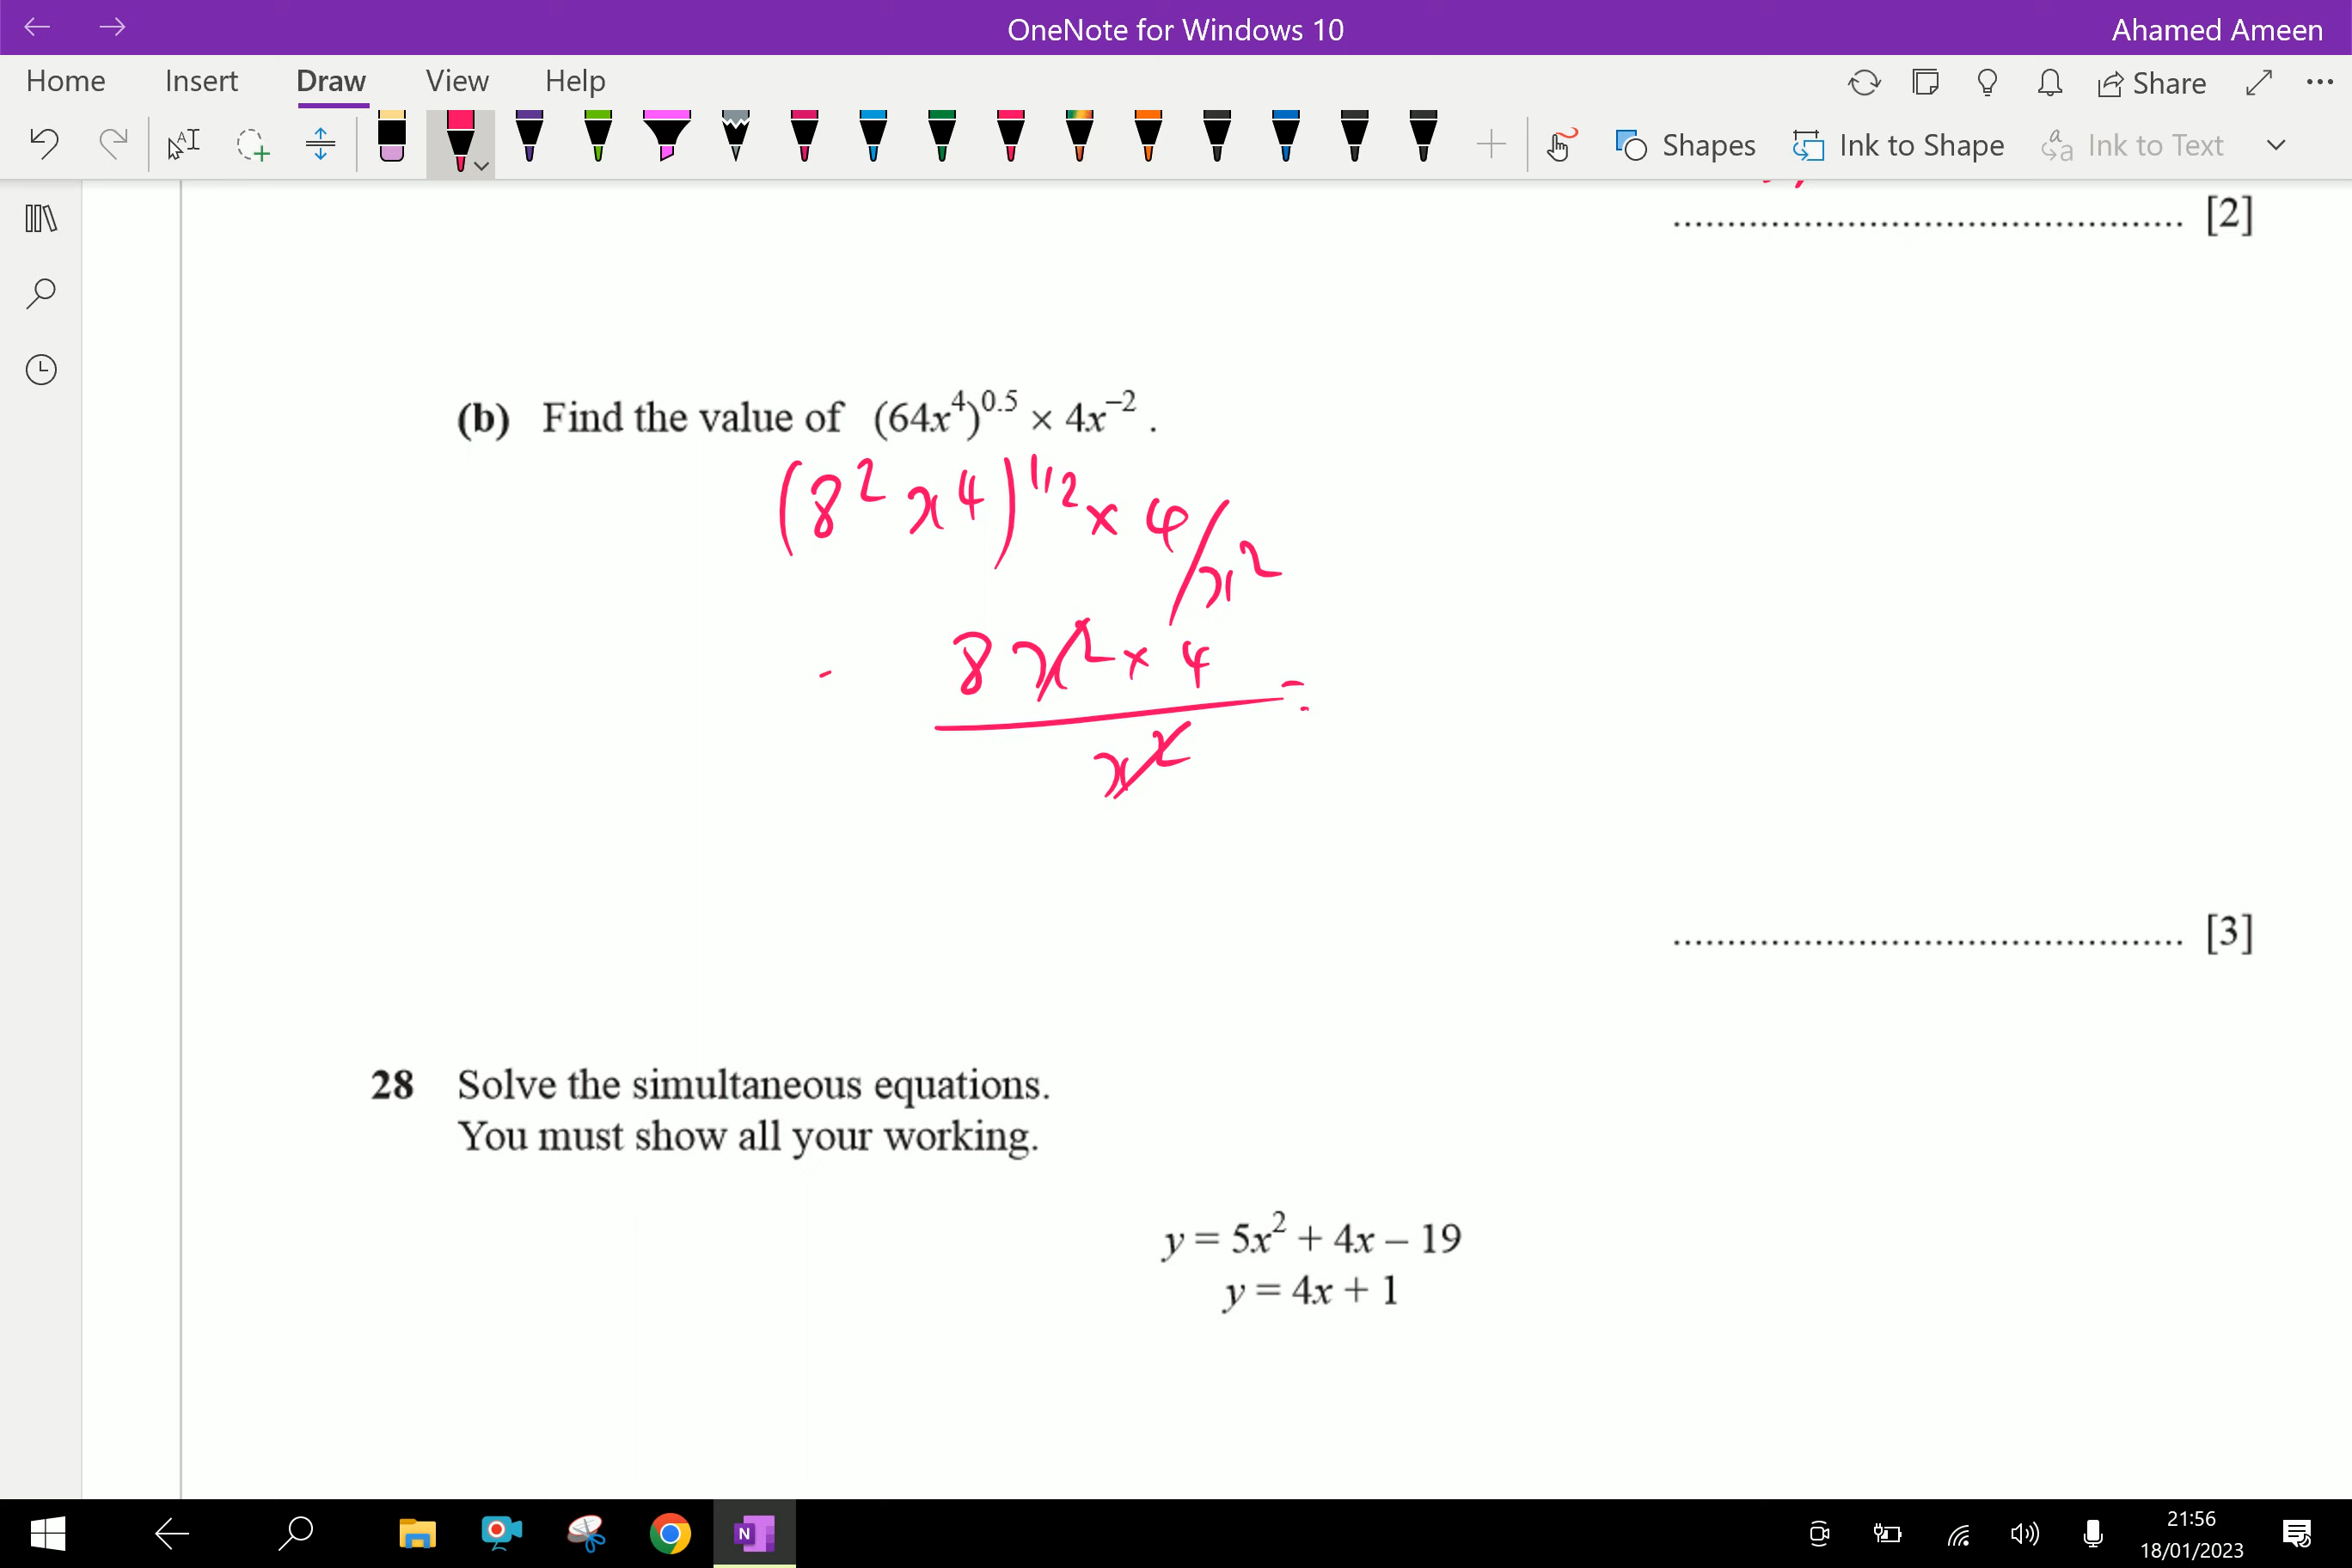 OneNote for Windows 10
Ahamed Ameen
Home Insert Draw View Help
Share
Shapes Ink to Shape Ink to Text
[2]
(b) Find the value of (64x⁴)^0.5 × 4x⁻² .
(8² x⁴)^1/2 × 4/x²
8x² × 4 =
x²
[3]
28 Solve the simultaneous equations.
You must show all your working.
y = 5x² + 4x – 19
y = 4x + 1
21:56
18/01/2023